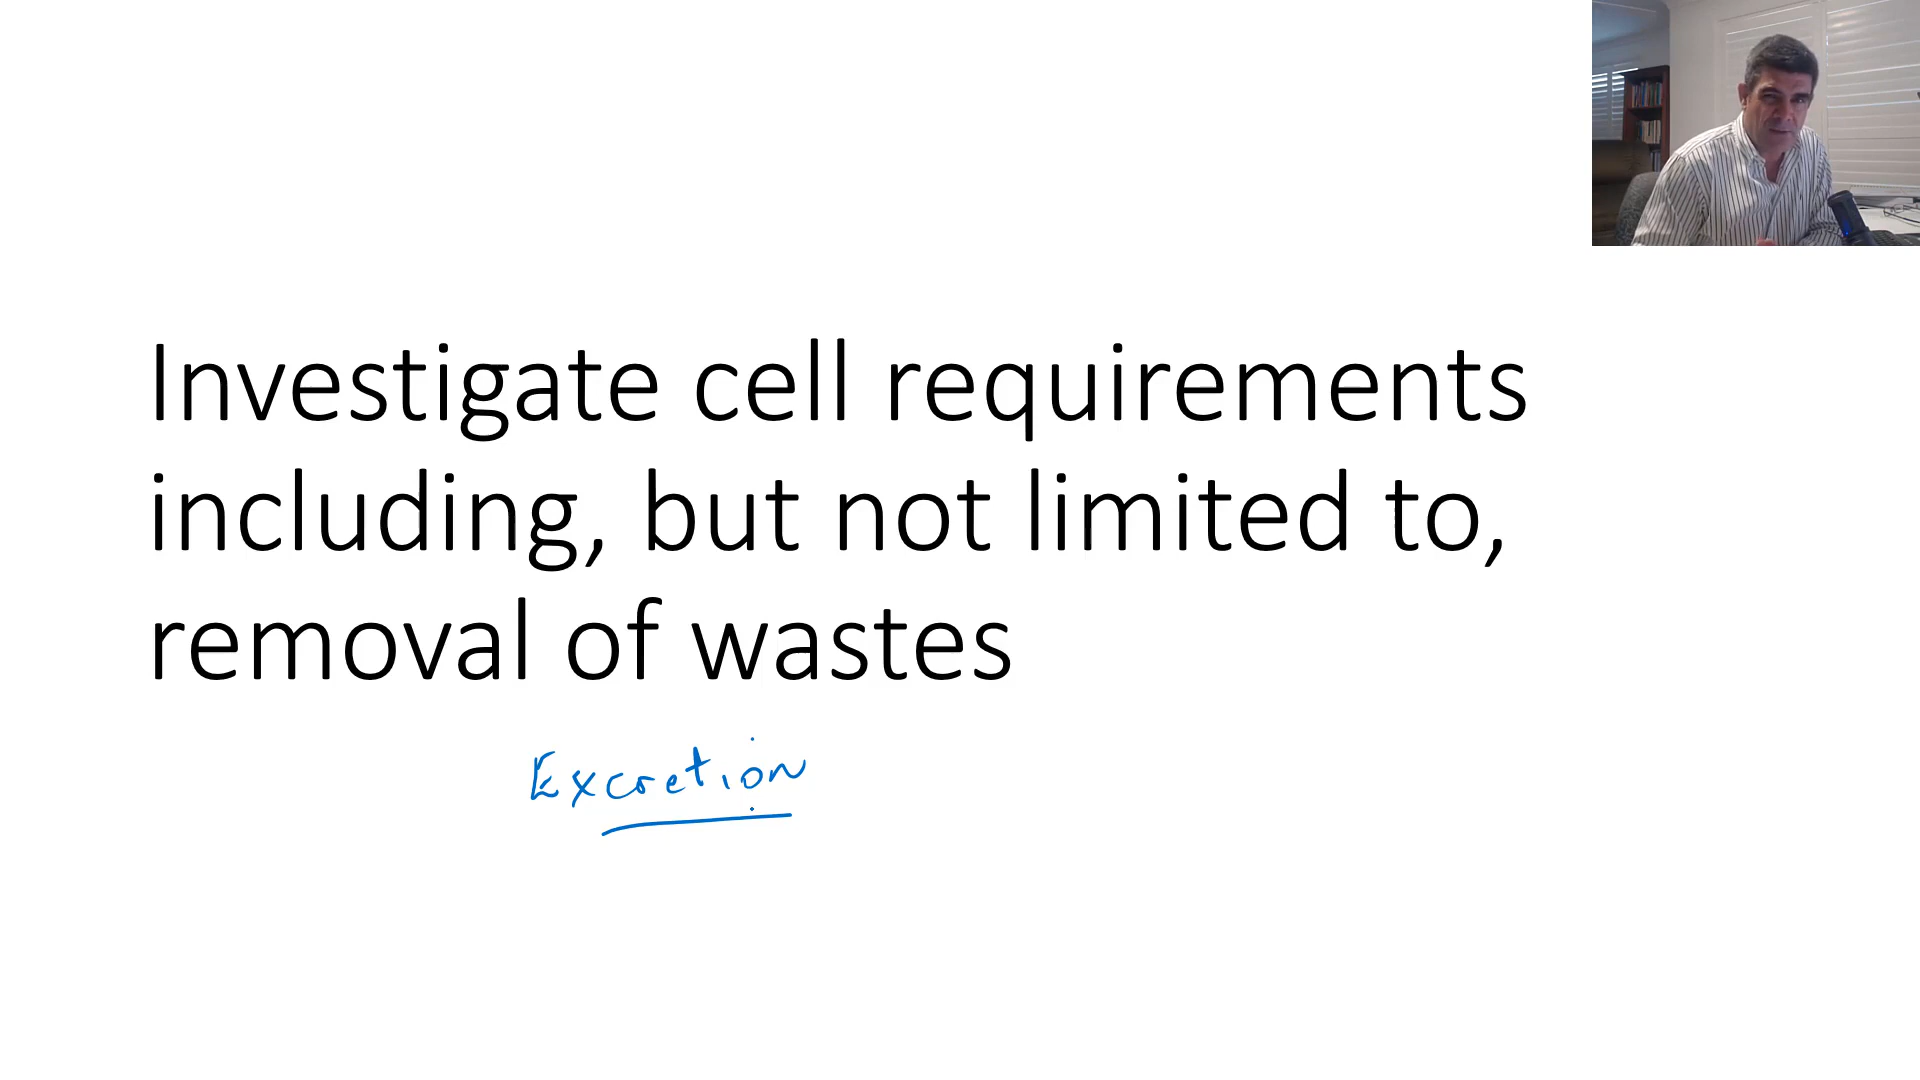 Investigate cell requirements
including, but not limited to,
removal of wastes
Excretion